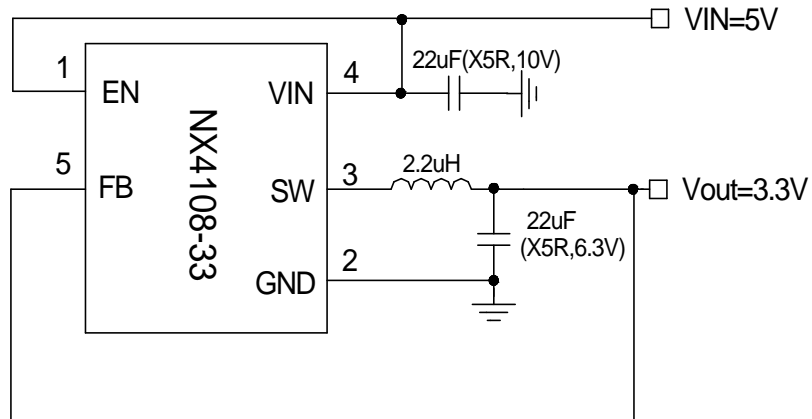 VIN=5V
1
EN
22uF(X5R,10V)
4
VIN
NX4108-33
5
FB
SW
3
2.2uH
Vout=3.3V
22uF
(X5R,6.3V)
GND
2